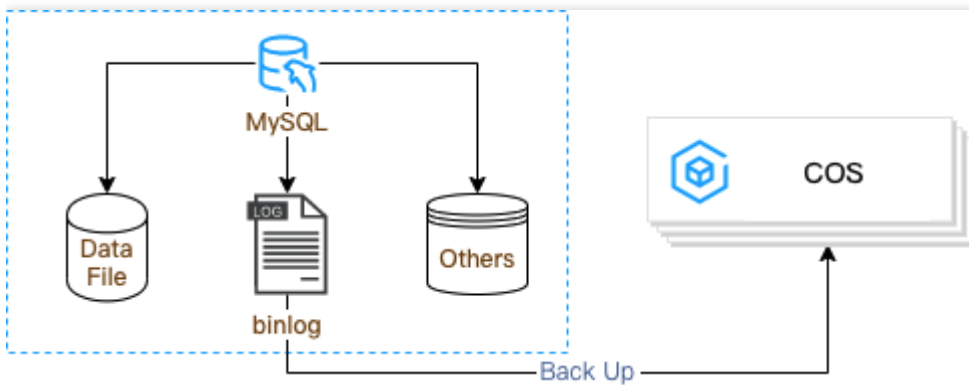 MySQL
Data
File
LOG
binlog
Others
COS
Back Up